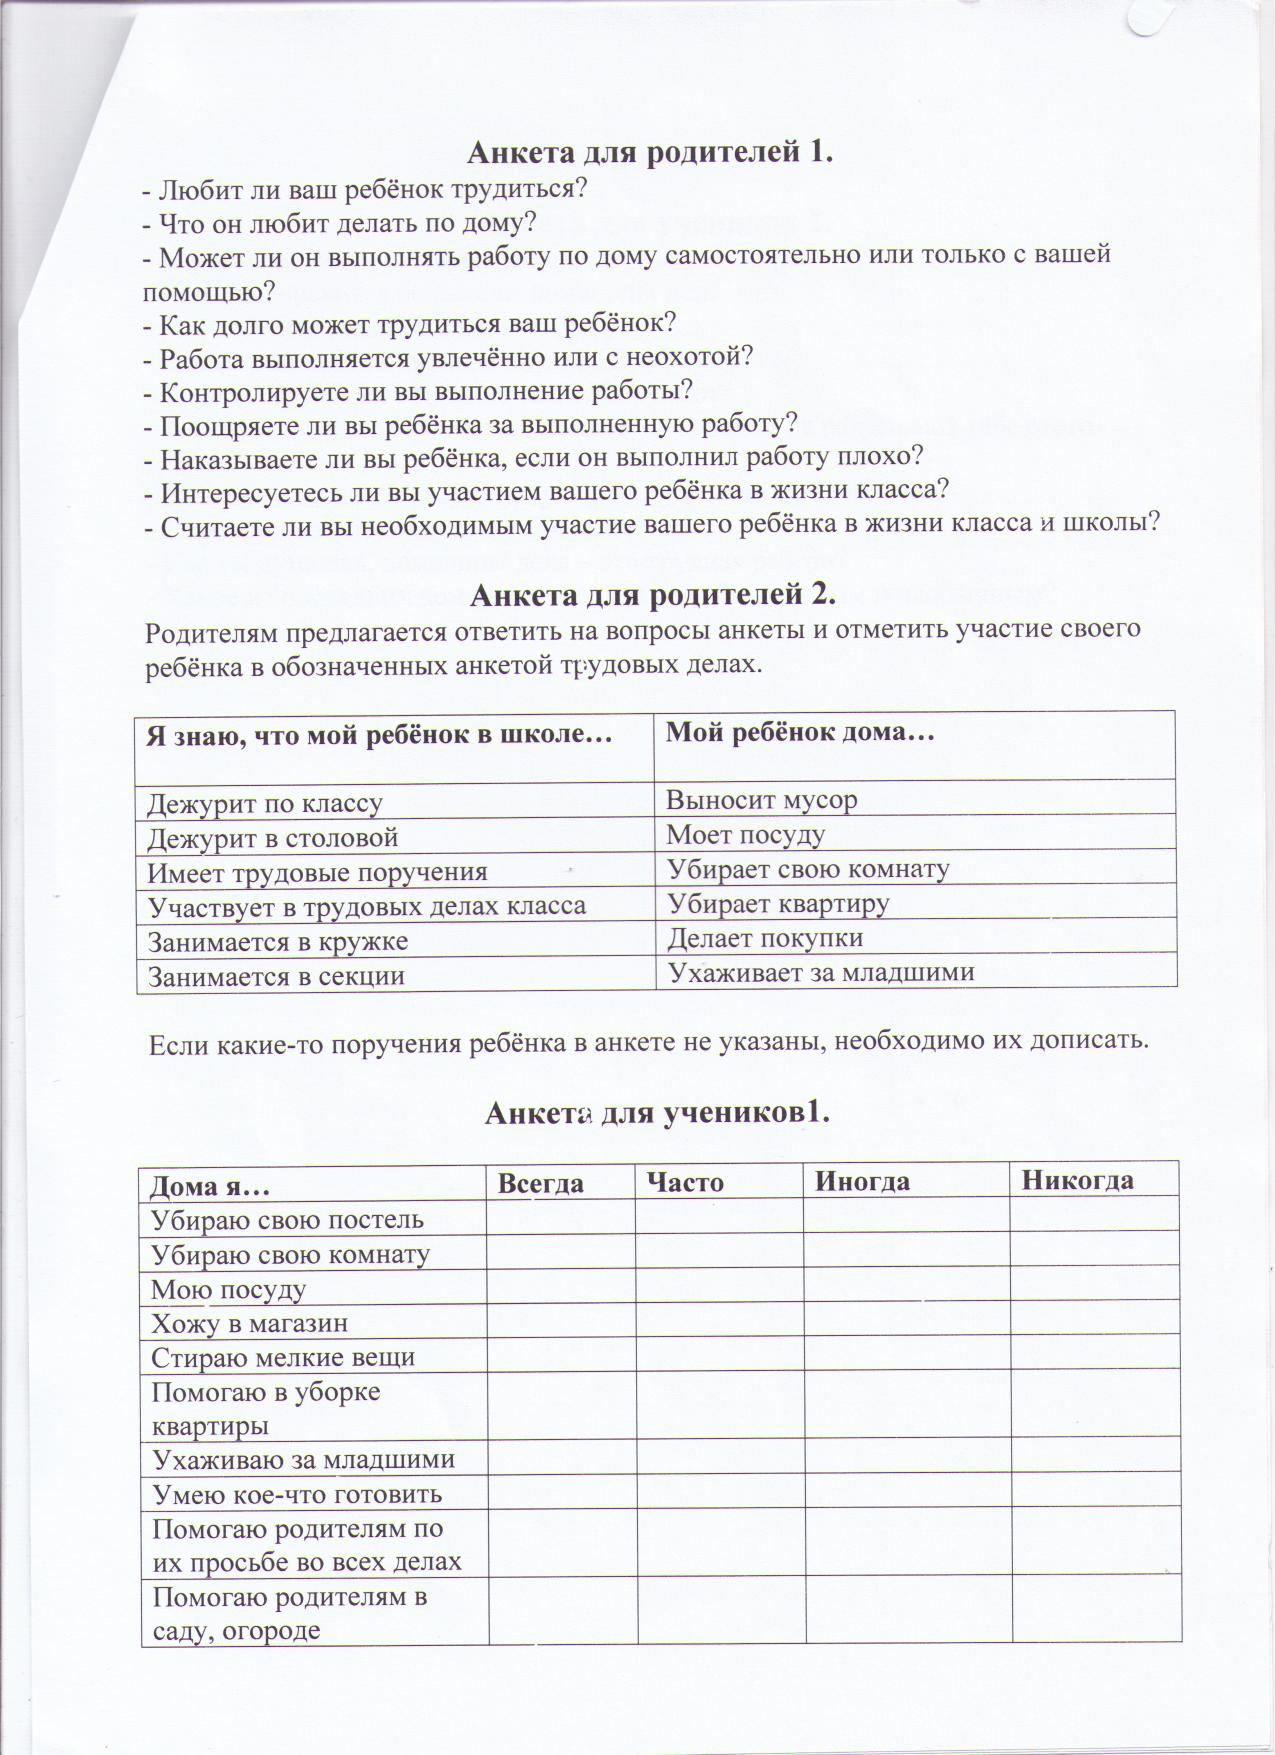 Анкета для родителей 1.
- Любит ли ваш ребёнок трудиться?
- Что он любит делать по дому?
- Может ли он выполнять работу по дому самостоятельно или только с вашей
помощью?
- Как долго может трудиться ваш ребёнок?
- Работа выполняется увлечённо или с неохотой?
- Контролируете ли вы выполнение работы?
- Поощряете ли вы ребёнка за выполненную работу?
- Наказываете ли вы ребёнка, если он выполнил работу плохо?
- Интересуетесь ли вы участием вашего ребёнка в жизни класса?
- Считаете ли вы необходимым участие вашего ребёнка в жизни класса и школы?
Анкета для родителей 2.
Родителям предлагается ответить на вопросы анкеты и отметить участие своего
ребёнка в обозначенных анкетой трудовых делах.
Я знаю, что мой ребёнок в школе… Мой ребёнок дома…
Дежурит по классу Выносит мусор
Дежурит в столовой Моет посуду
Имеет трудовые поручения Убирает свою комнату
Участвует в трудовых делах класса Убирает квартиру
Занимается в кружке Делает покупки
Занимается в секции Ухаживает за младшими
Если какие-то поручения ребёнка в анкете не указаны, необходимо их дописать.
Анкета для учеников1.
Дома я… Всегда Часто Иногда Никогда
Убираю свою постель
Убираю свою комнату
Мою посуду
Хожу в магазин
Стираю мелкие вещи
Помогаю в уборке
квартиры
Ухаживаю за младшими
Умею кое-что готовить
Помогаю родителям по
их просьбе во всех делах
Помогаю родителям в
саду, огороде